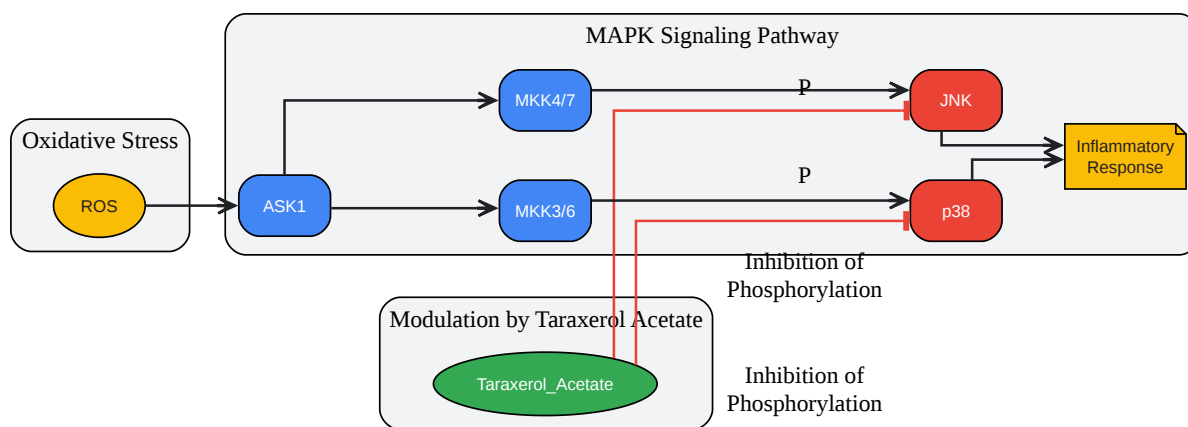 MAPK Signaling Pathway
MKK4/7
P
JNK
Oxidative Stress
Inflammatory
Response
ROS
ASK1
MKK3/6
P
p38
Inhibition of
Phosphorylation
Modulation by Taraxerol Acetate
Taraxerol_Acetate
Inhibition of
Phosphorylation